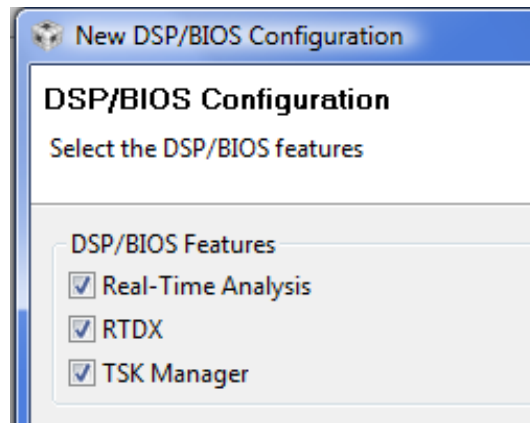 New DSP/BIOS Configuration
DSP/BIOS Configuration
Select the DSP/BIOS features
DSP/BIOS Features
Real-Time Analysis
RTDX
TSK Manager